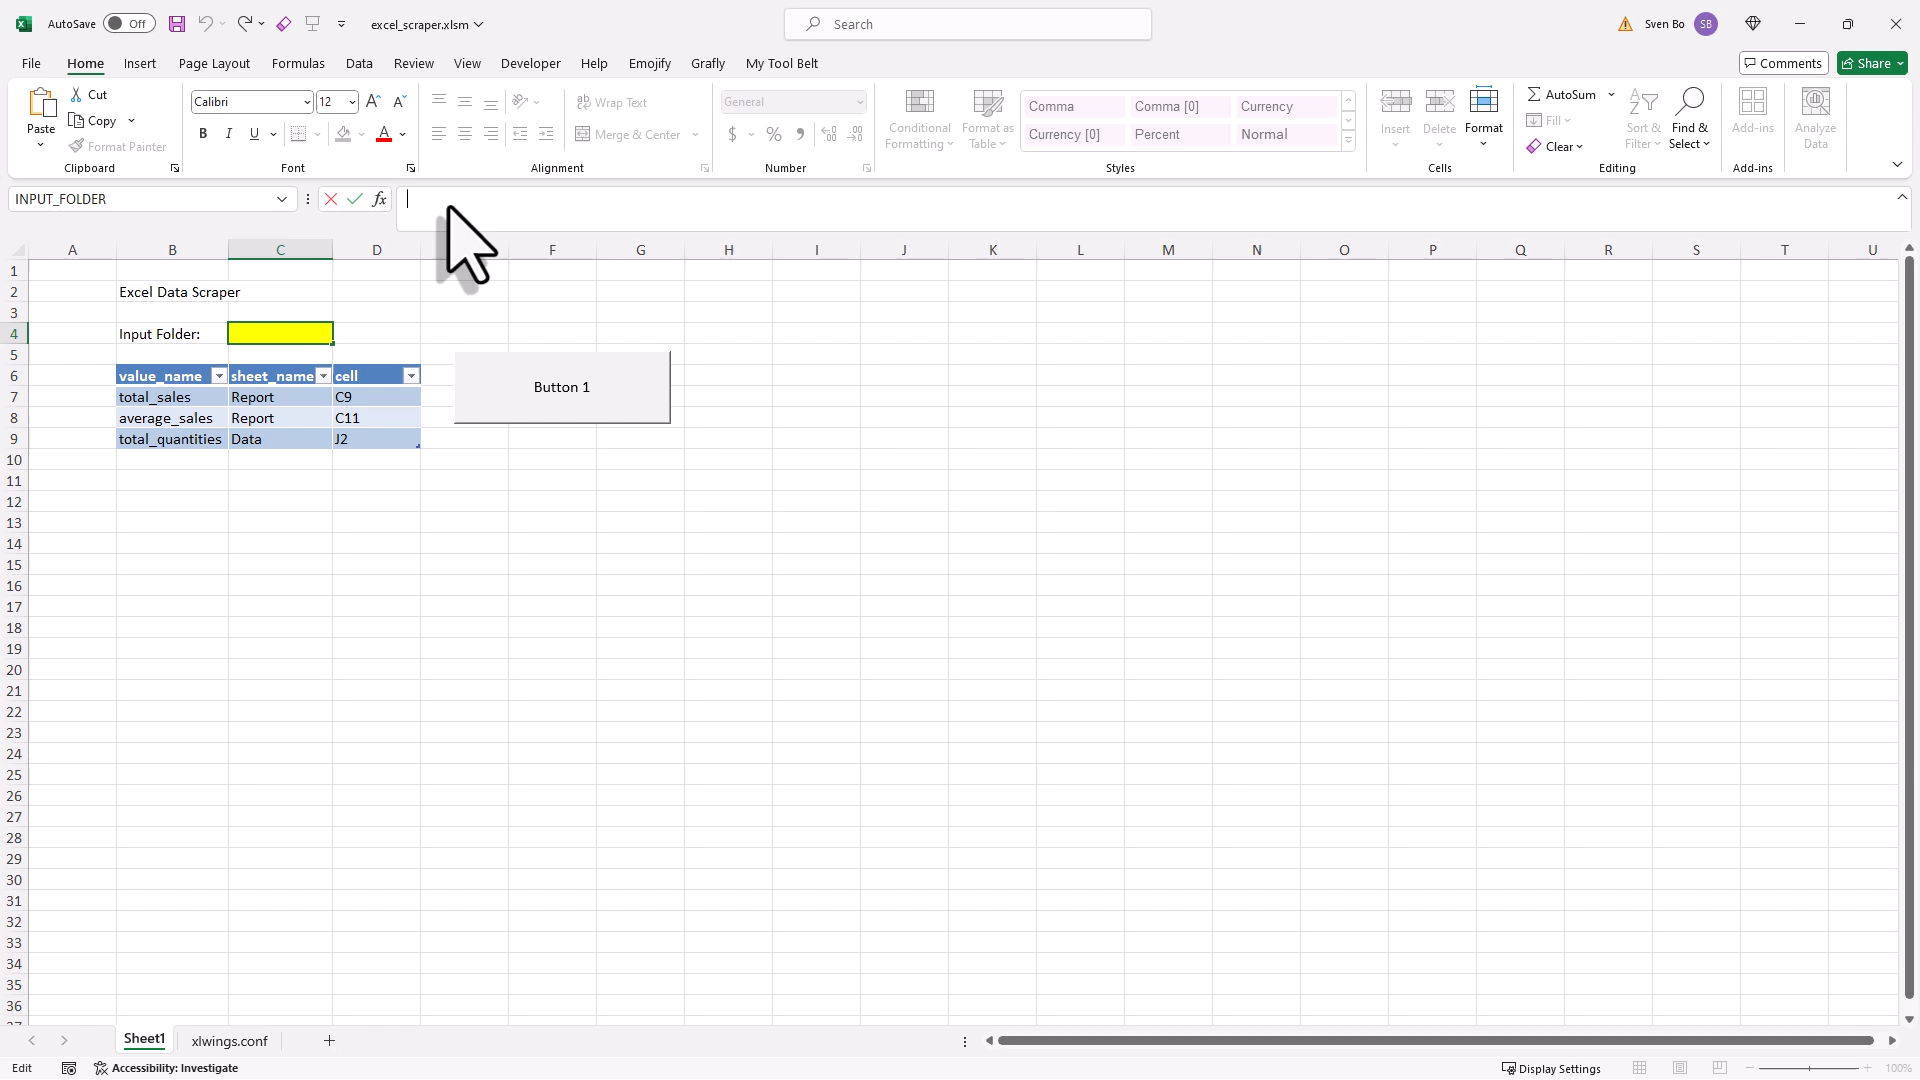 AutoSave Off excel_scraper.xlsm Search Sven Bo SB
File Home Insert Page Layout Formulas Data Review View Developer Help Emojify Grafly My Tool Belt Comments Share
Paste Cut Copy Format Painter Clipboard
Calibri 12 B I U A Font
Wrap Text Merge & Center Alignment
General $ % Number
Conditional Formatting Format as Table
Comma Comma [0] Currency
Currency [0] Percent Normal
Styles
Insert Delete Format Cells
AutoSum Fill Clear Sort & Filter Find & Select Editing
Add-ins Add-ins
Analyze Data
INPUT_FOLDER fx
A B C D F G H I J K L M N O P Q R S T U
1
2 Excel Data Scraper
3
4 Input Folder:
5
6 value_name sheet_name cell
7 total_sales Report C9
Button 1
8 average_sales Report C11
9 total_quantities Data J2
10
11
12
13
14
15
16
17
18
19
20
21
22
23
24
25
26
27
28
29
30
31
32
33
34
35
36
Sheet1 xlwings.conf
Edit Accessibility: Investigate Display Settings 100%